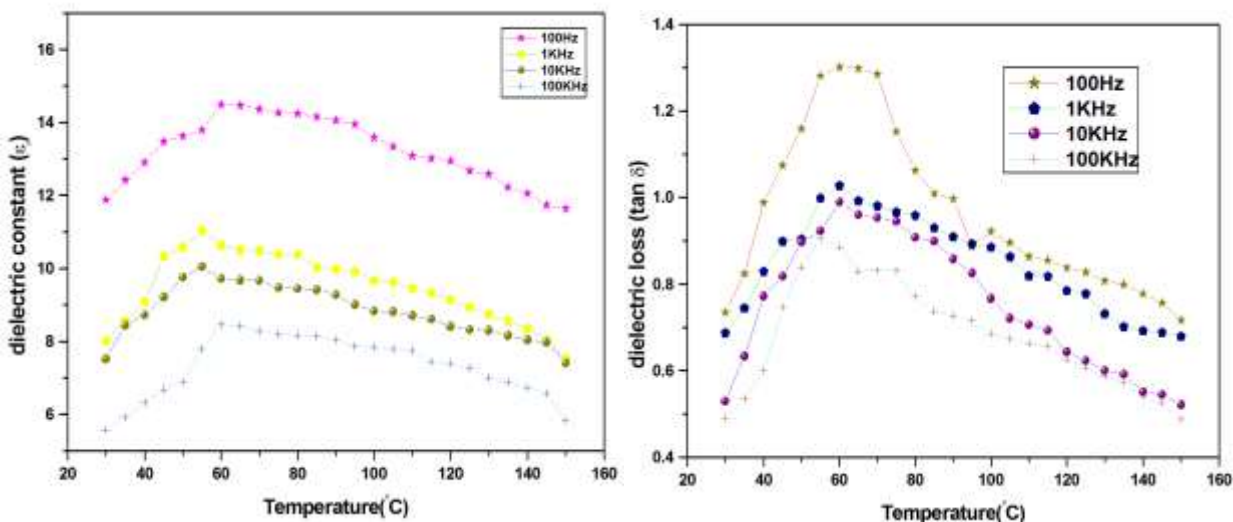 16
14
12
10
8
6
20 40 60 80 100 120 140 160
dielectric constant (εr)
Temperature(°C)
100Hz
1KHz
10KHz
100KHz
1.4
1.2
1.0
0.8
0.6
0.4
20 40 60 80 100 120 140 160
dielectric loss (tan δ)
Temperature(°C)
100Hz
1KHz
10KHz
100KHz